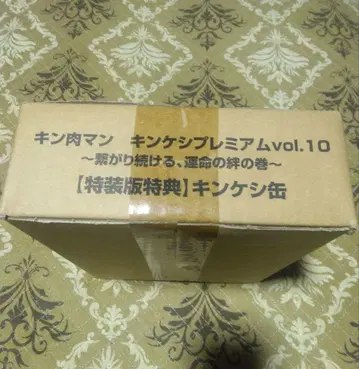 キン肉マン キンケシプレミアムvol.10
～繋がり続ける、運命の絆の巻～
【特装版特典】キンケシ缶